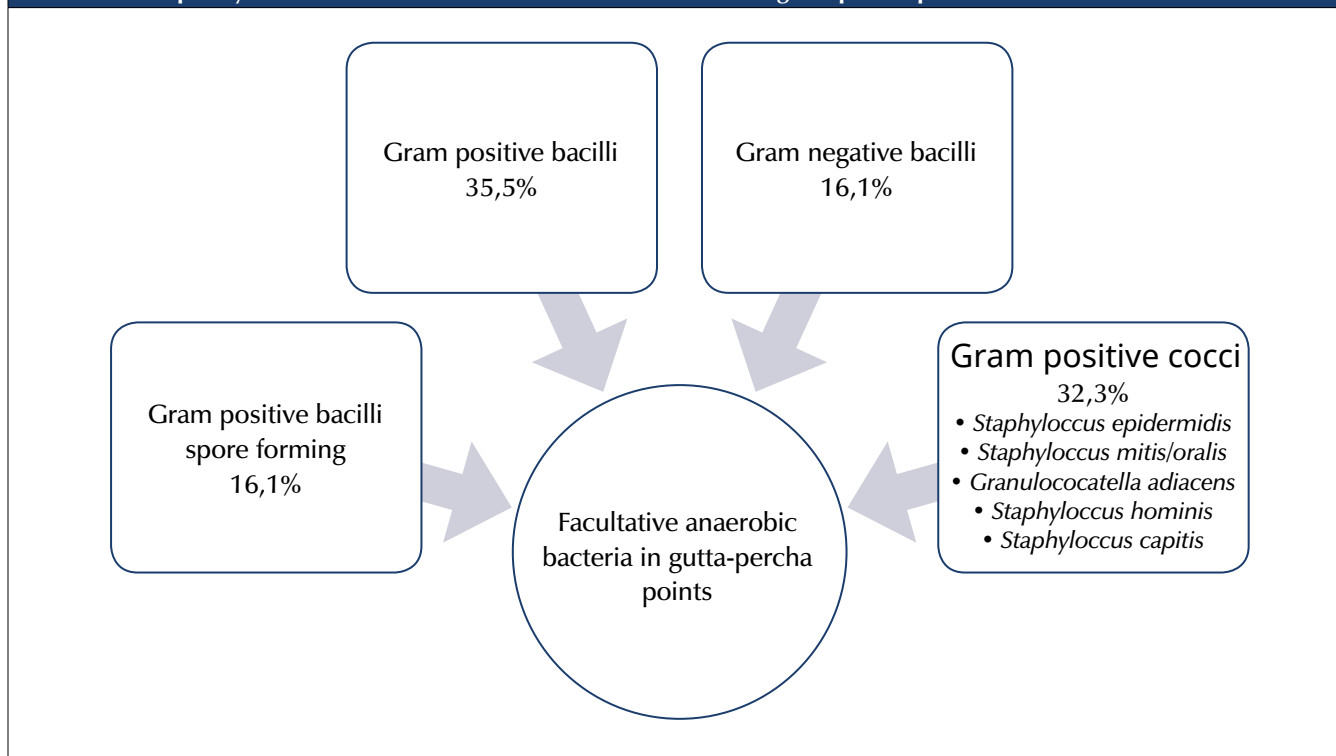 Gram positive bacilli
35,5%
Gram negative bacilli
16,1%
Gram positive bacilli
spore forming
16,1%
Gram positive cocci
32,3%
• Staphyloccus epidermidis
• Staphyloccus mitis/oralis
• Granulococatella adiacens
• Staphyloccus hominis
• Staphyloccus capitis
Facultative anaerobic
bacteria in gutta-percha
points